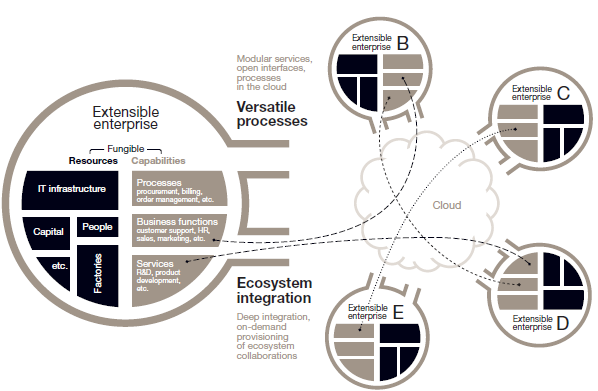 Extensible
enterprise
Fungible
Resources
Capabilities
IT infrastructure
Capital
People
etc.
Factories
Processes
procurement, billing,
order management, etc.
Business functions
customer support, HR,
sales, marketing, etc.
Services
R&D, product
development,
etc.
Modular services,
open interfaces,
processes
in the cloud
Versatile
processes
Ecosystem
integration
Deep integration,
on-demand
provisioning
of ecosystem
collaborations
Extensible
enterprise B
Extensible
enterprise C
Cloud
Extensible
enterprise D
Extensible
enterprise E